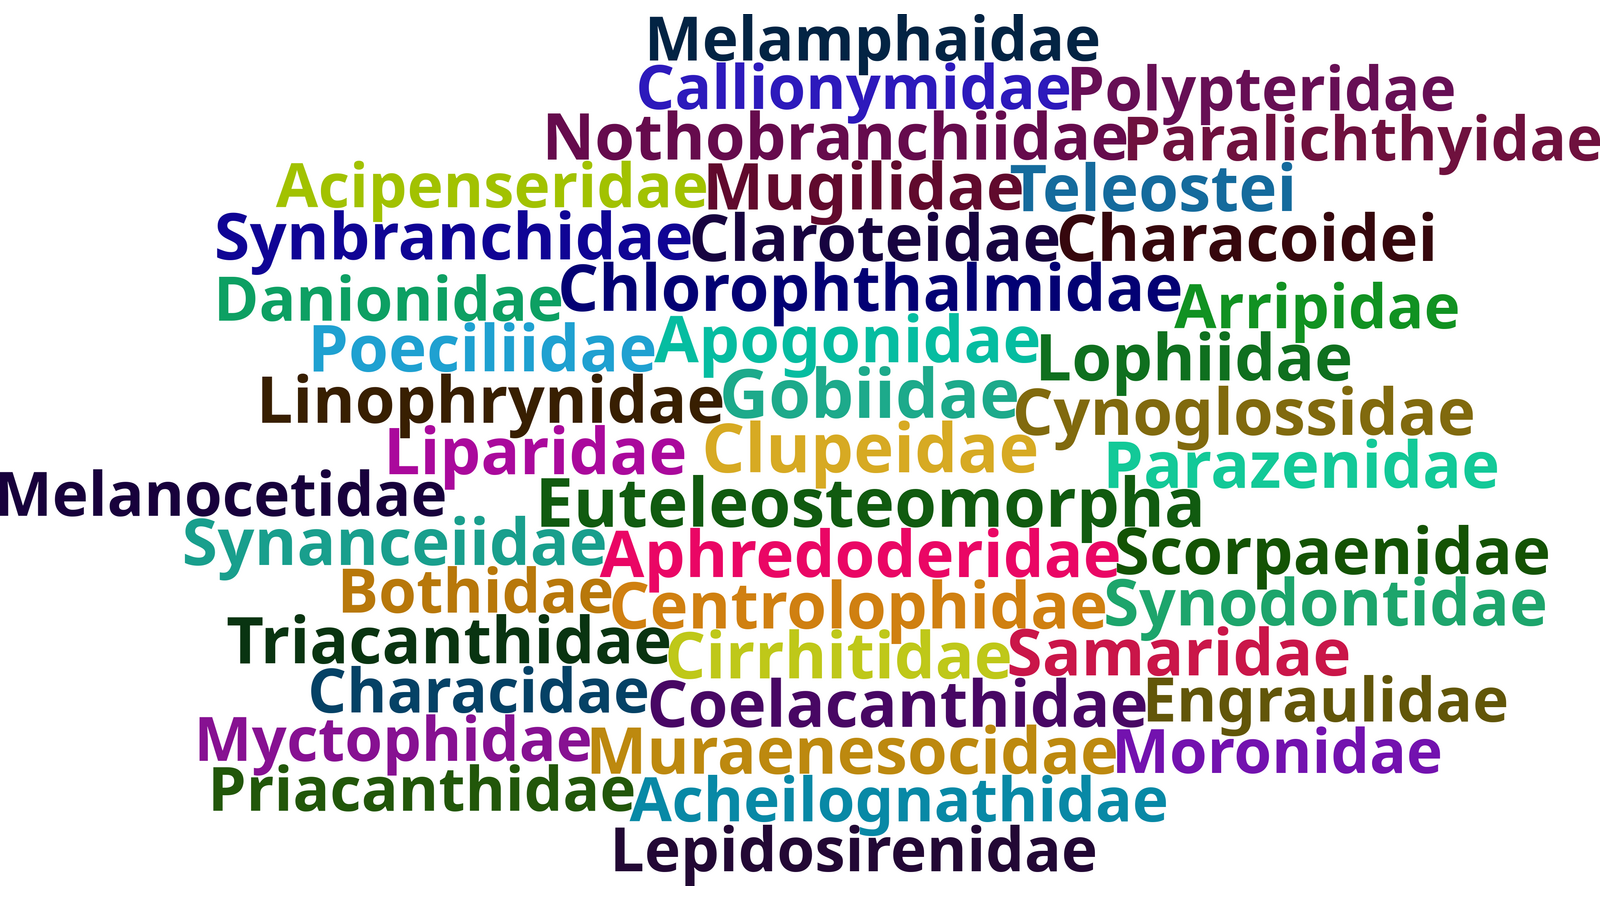 Melamphaidae
Callionymidae Polypteridae
Nothobranchiidae Paralichthyidae
Acipenseridae Mugilidae Teleostei
Synbranchidae Claroteidae Characoidei
Danionidae Chlorophthalmidae Arripidae
Poeciliidae Apogonidae Lophiidae
Linophrynidae Gobiidae Cynoglossidae
Liparidae Clupeidae Parazenidae
Melanocetidae Euteleosteomorpha
Synanceiidae Aphredoderidae Scorpaenidae
Bothidae Centrolophidae Synodontidae
Triacanthidae Cirrhitidae Samaridae
Characidae Coelacanthidae Engraulidae
Myctophidae Muraenesocidae Moronidae
Priacanthidae Acheilognathidae
Lepidosirenidae